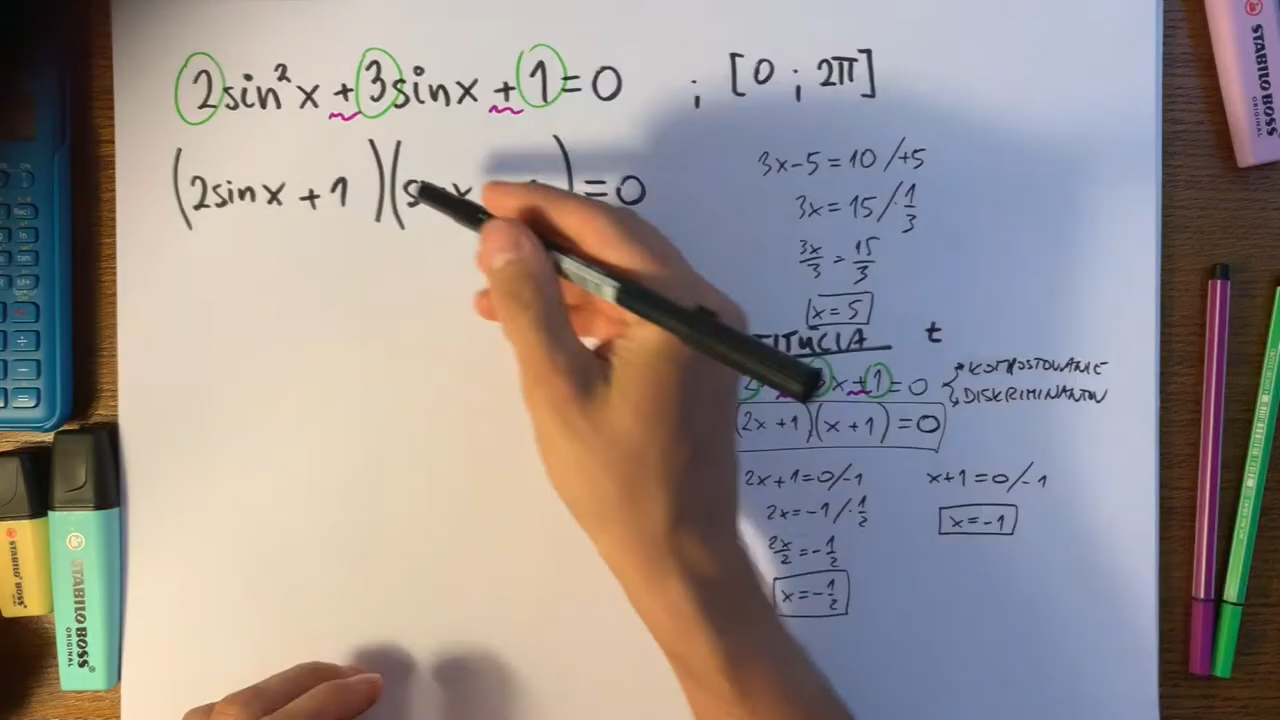 2sin²x + 3sinx + 1 = 0 ; [0 ; 2π]
(2sinx + 1)( = 0
3x-5 = 10 /+5
3x = 15 /·1/3
3x/3 = 15/3
x = 5
t
x + 1 = 0
DISKRIMINANTOM
(2x + 1)(x + 1) = 0
2x + 1 = 0 /-1
x + 1 = 0 /-1
2x = -1 /·1/2
x = -1
2x/2 = -1/2
x = -1/2
STABILO BOSS
ORIGINAL
STABILO BOSS
ORIGINAL
STABILO BOSS